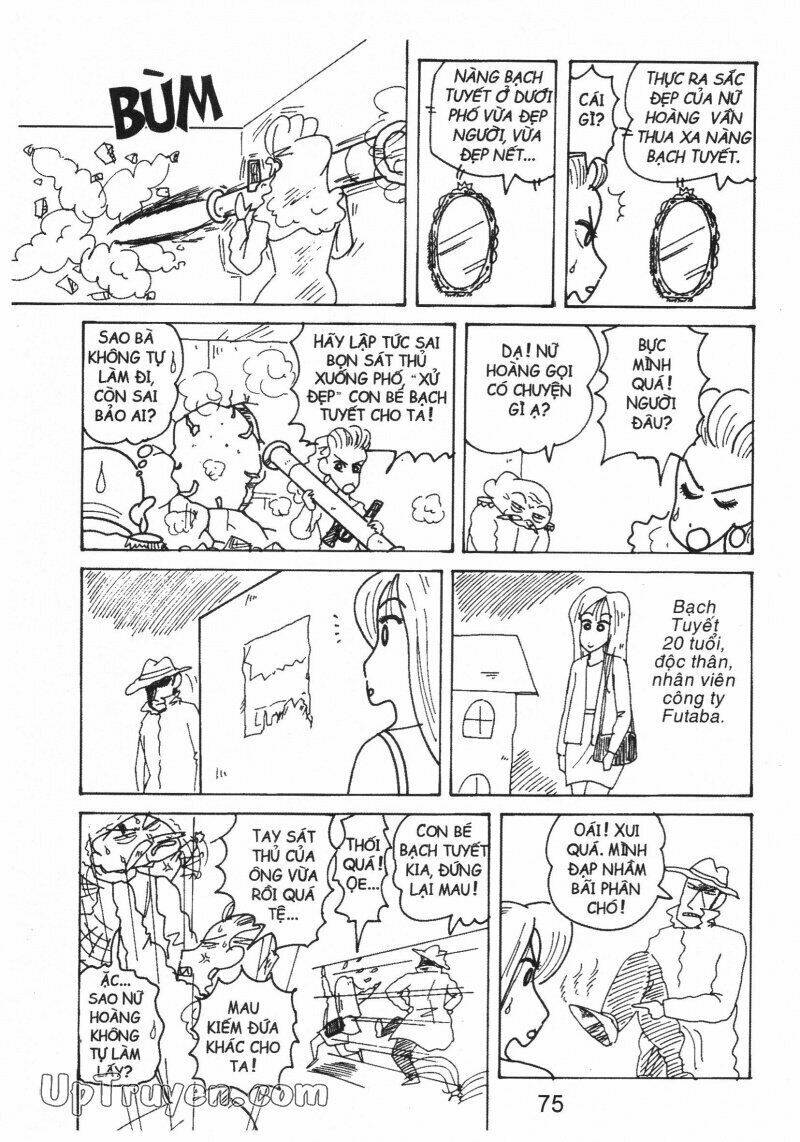 THỰC RA SẮC
ĐẸP CỦA NỮ
HOÀNG VẪN
THUA XA NÀNG
BẠCH TUYẾT.
CÁI
GÌ?
NÀNG BẠCH
TUYẾT Ở DƯỚI
PHỐ VỪA ĐẸP
NGƯỜI, VỪA
ĐẸP NẾT...
BÙM
BỰC
MÌNH
QUÁ!
NGƯỜI
ĐÂU?
DẠ! NỮ
HOÀNG GỌI
CÓ CHUYỆN
GÌ Ạ?
HÃY LẬP TỨC SAI
BỌN SÁT THỦ
XUỐNG PHỐ, "XỬ
ĐẸP" CON BÉ BẠCH
TUYẾT CHO TA!
SAO BÀ
KHÔNG TỰ
LÀM ĐI,
CÒN SAI
BẢO AI?
Bạch
Tuyết
20 tuổi,
độc thân,
nhân viên
công ty
Futaba.
OÁI! XUI
QUÁ. MÌNH
ĐẠP NHẦM
BÃI PHÂN
CHÓ!
CON BÉ
BẠCH TUYẾT
KIA, ĐỨNG
LẠI MAU!
THỐI
QUÁ!
ỌE...
TAY SÁT
THỦ CỦA
ÔNG VỪA
RỒI QUÁ
TỆ...
MAU
KIẾM ĐỨA
KHÁC CHO
TA!
ẶC...
SAO NỮ
HOÀNG
KHÔNG
TỰ LÀM
LẤY?
UpTruyen.com
75